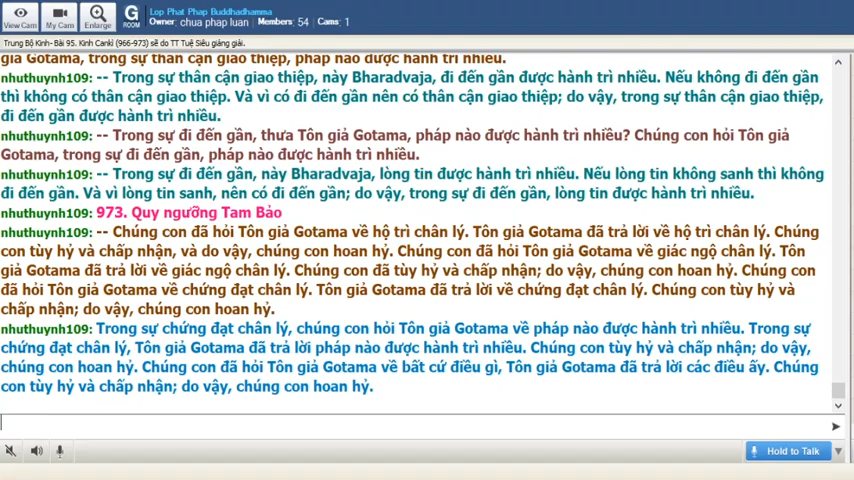 View Cam
My Cam
Enlarge
G
ROOM
Lop Phat Phap Buddhadhamma
Owner: chua phap luan Members: 54 Cams: 1
Trung Bộ Kinh- Bài 95. Kinh Canki (966-973) sẽ do TT Tuệ Siêu giảng giải.
giả Gotama, trong sự thân cận giao thiệp, pháp nào được hành trì nhiều.
nhuthuynh109: -- Trong sự thân cận giao thiệp, này Bharadvaja, đi đến gần được hành trì nhiều. Nếu không đi đến gần
thì không có thân cận giao thiệp. Và vì có đi đến gần nên có thân cận giao thiệp; do vậy, trong sự thân cận giao thiệp,
đi đến gần được hành trì nhiều.
nhuthuynh109: -- Trong sự đi đến gần, thưa Tôn giả Gotama, pháp nào được hành trì nhiều? Chúng con hỏi Tôn giả
Gotama, trong sự đi đến gần, pháp nào được hành trì nhiều.
nhuthuynh109: -- Trong sự đi đến gần, này Bharadvaja, lòng tin được hành trì nhiều. Nếu lòng tin không sanh thì không
đi đến gần. Và vì lòng tin sanh, nên có đi đến gần; do vậy, trong sự đi đến gần, lòng tin được hành trì nhiều.
nhuthuynh109: 973. Quy ngưỡng Tam Bảo
nhuthuynh109: -- Chúng con đã hỏi Tôn giả Gotama về hộ trì chân lý. Tôn giả Gotama đã trả lời về hộ trì chân lý. Chúng
con tùy hỷ và chấp nhận, và do vậy, chúng con hoan hỷ. Chúng con đã hỏi Tôn giả Gotama về giác ngộ chân lý. Tôn
giả Gotama đã trả lời về giác ngộ chân lý. Chúng con đã tùy hỷ và chấp nhận; do vậy, chúng con hoan hỷ. Chúng con
đã hỏi Tôn giả Gotama về chứng đạt chân lý. Tôn giả Gotama đã trả lời về chứng đạt chân lý. Chúng con tùy hỷ và
chấp nhận; do vậy, chúng con hoan hỷ.
nhuthuynh109: Trong sự chứng đạt chân lý, chúng con hỏi Tôn giả Gotama về pháp nào được hành trì nhiều. Trong sự
chứng đạt chân lý, Tôn giả Gotama đã trả lời pháp nào được hành trì nhiều. Chúng con tùy hỷ và chấp nhận; do vậy,
chúng con hoan hỷ. Chúng con đã hỏi Tôn giả Gotama về bất cứ điều gì, Tôn giả Gotama đã trả lời các điều ấy. Chúng
con tùy hỷ và chấp nhận; do vậy, chúng con hoan hỷ.
Hold to Talk